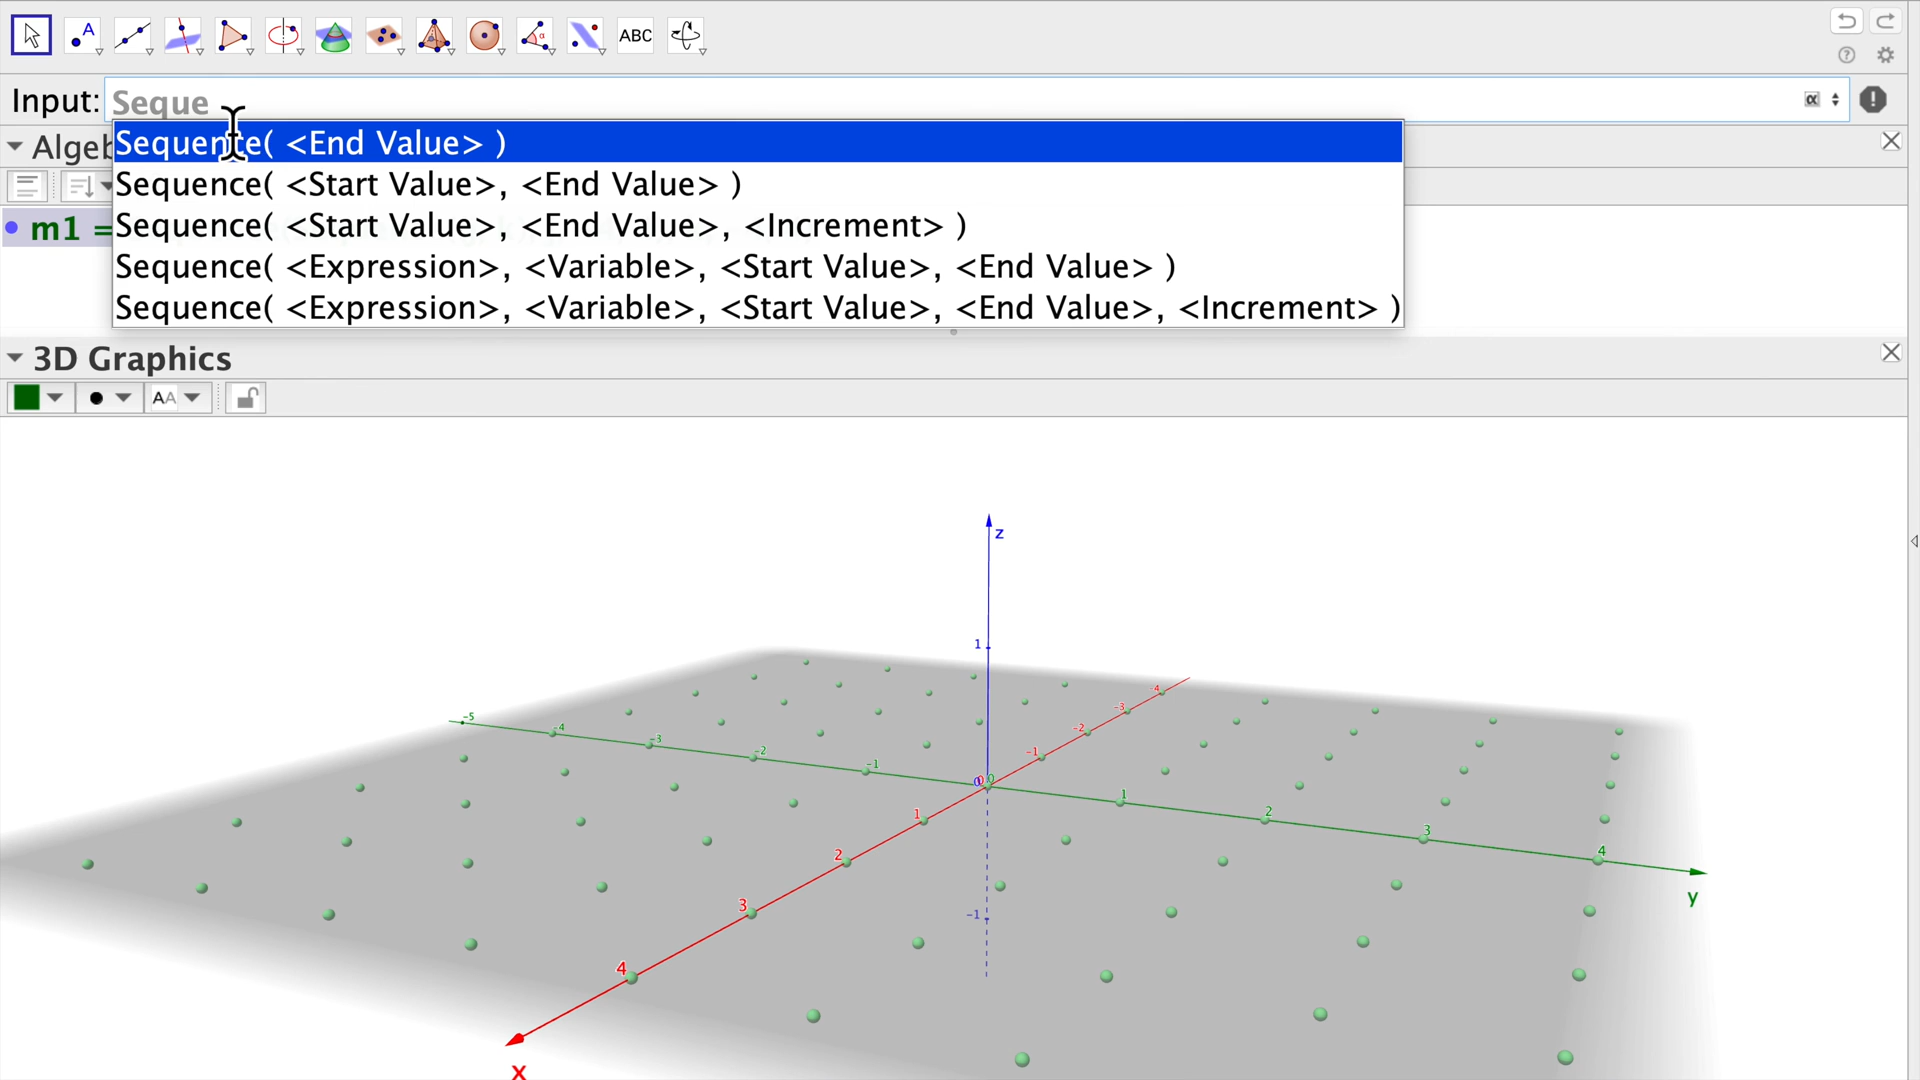 A
α
ABC
Input: Seque
α
Sequence( <End Value> )
Algeb
Sequence( <Start Value>, <End Value> )
m1 =
Sequence( <Start Value>, <End Value>, <Increment> )
Sequence( <Expression>, <Variable>, <Start Value>, <End Value> )
Sequence( <Expression>, <Variable>, <Start Value>, <End Value>, <Increment> )
3D Graphics
AA
z
1
-4
-3
-5
-4
-2
-3
-2
-1
-1
0
0
0
1
1
2
3
2
4
3
-1
y
4
x